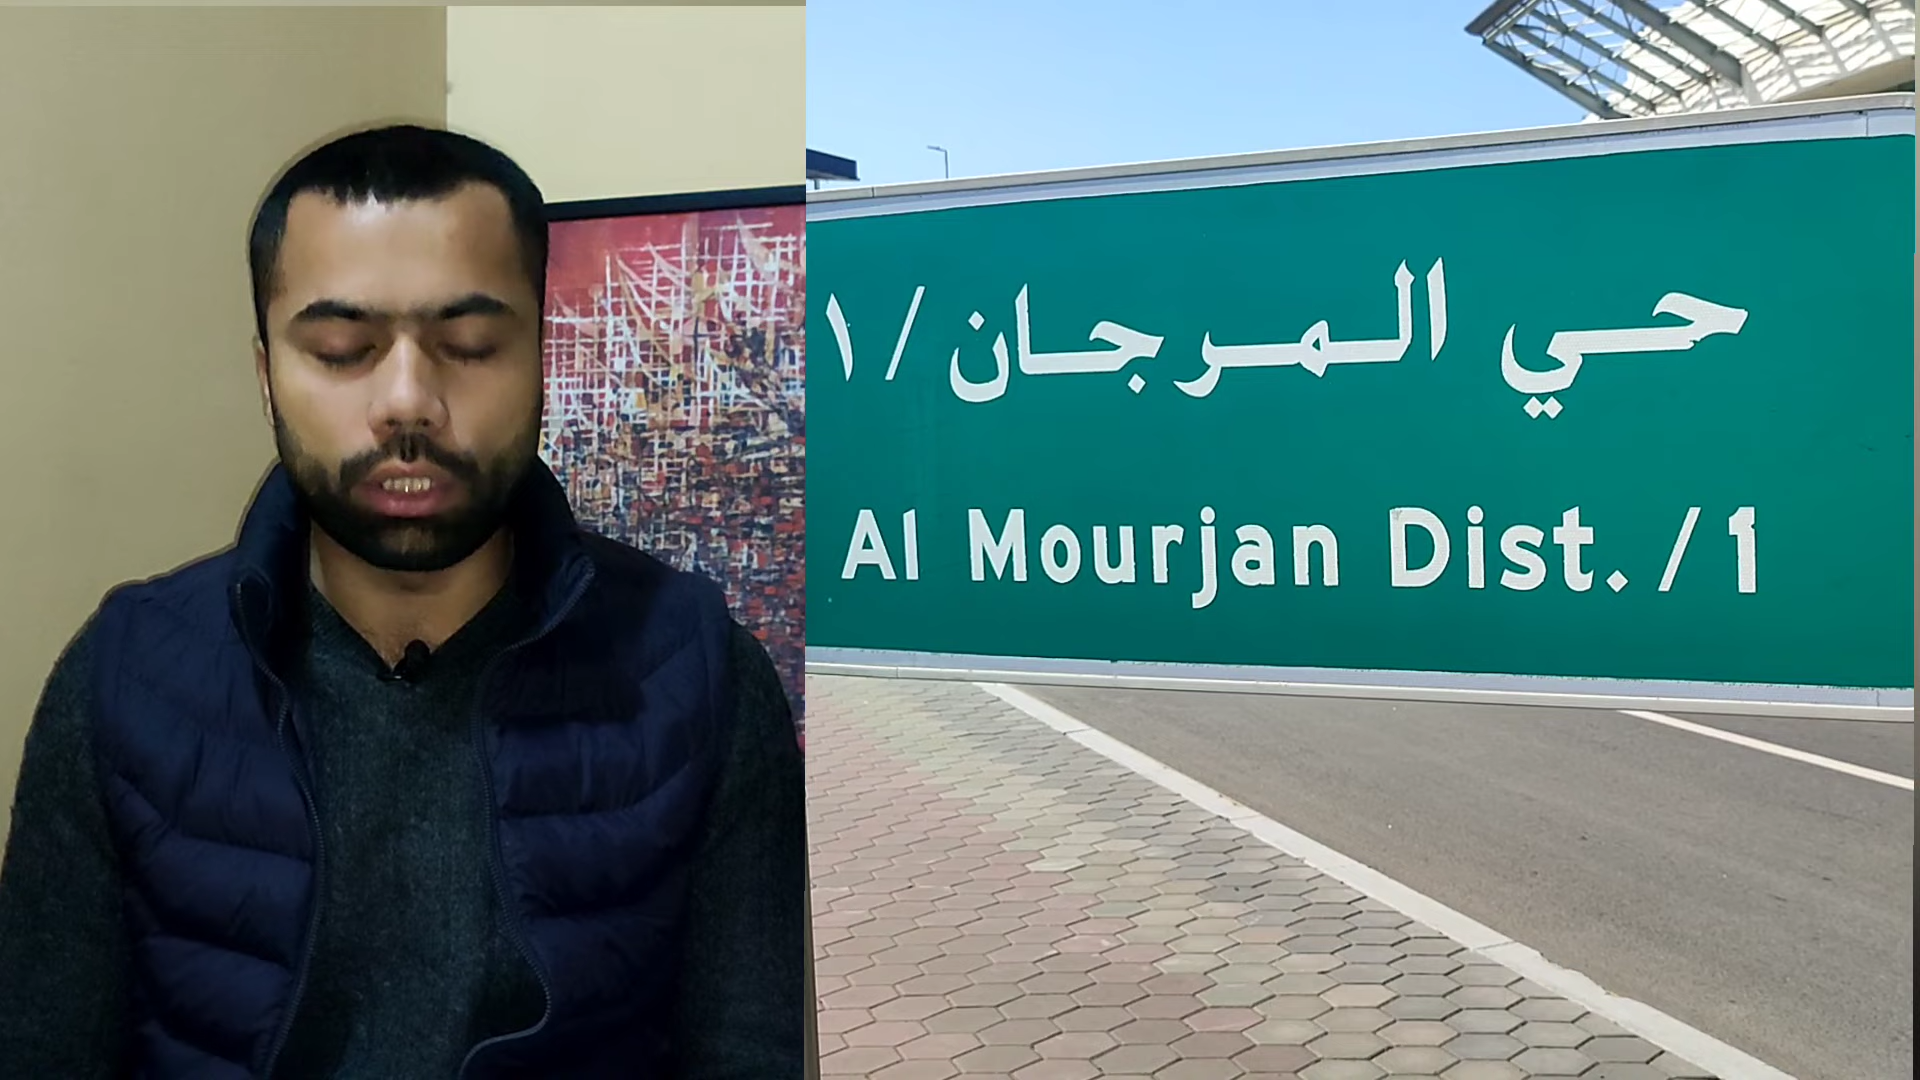 حي المرجان / ١
Al Mourjan Dist. / 1